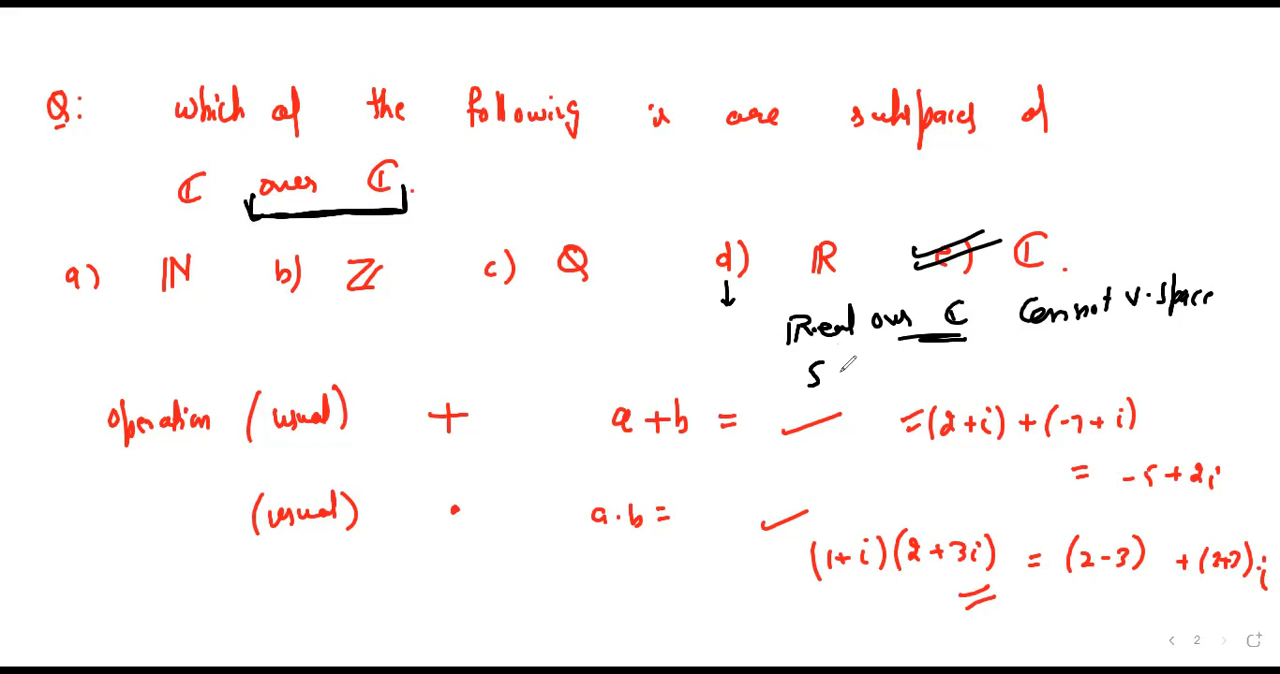 Q: which of the following is are subspaces of
ℂ over ℂ.
a) ℕ b) ℤ c) ℚ d) ℝ e) ℂ.
Real over ℂ cannot v.space
5
operation (usual) + a+b = =(2+i)+(-7+i)
= -5+2i
(usual) • a.b =
(1+i)(2+3i) = (2-3) +(2+3).i
2